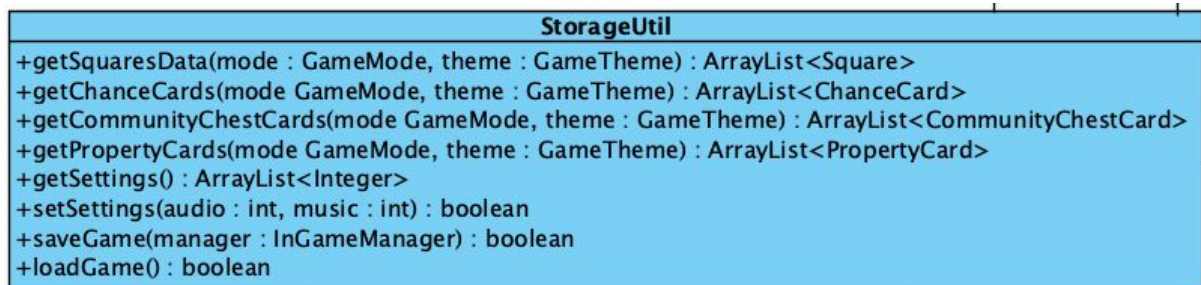 StorageUtil
+getSquaresData(mode : GameMode, theme : GameTheme) : ArrayList<Square>
+getChanceCards(mode GameMode, theme : GameTheme) : ArrayList<ChanceCard>
+getCommunityChestCards(mode GameMode, theme : GameTheme) : ArrayList<CommunityChestCard>
+getPropertyCards(mode GameMode, theme : GameTheme) : ArrayList<PropertyCard>
+getSettings() : ArrayList<Integer>
+setSettings(audio : int, music : int) : boolean
+saveGame(manager : InGameManager) : boolean
+loadGame() : boolean